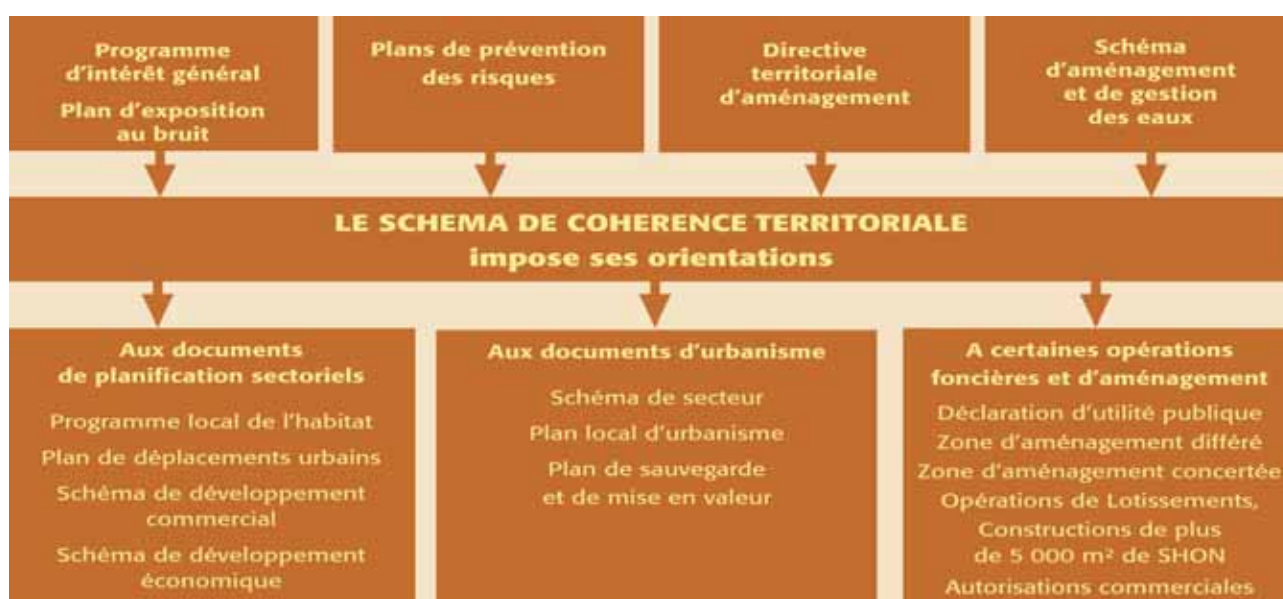 Programme
d'intérêt général
Plan d'exposition
au bruit
Plans de prévention
des risques
Directive
territoriale
d'aménagement
Schéma
d'aménagement
et de gestion
des eaux
LE SCHEMA DE COHERENCE TERRITORIALE
impose ses orientations
Aux documents
de planification sectoriels
Programme local de l'habitat
Plan de déplacements urbains
Schéma de développement
commercial
Schéma de développement
économique
Aux documents d'urbanisme
Schéma de secteur
Plan local d'urbanisme
Plan de sauvegarde
et de mise en valeur
A certaines opérations
foncières et d'aménagement
Déclaration d'utilité publique
Zone d'aménagement différé
Zone d'aménagement concertée
Opérations de Lotissements,
Constructions de plus
de 5 000 m² de SHON
Autorisations commerciales